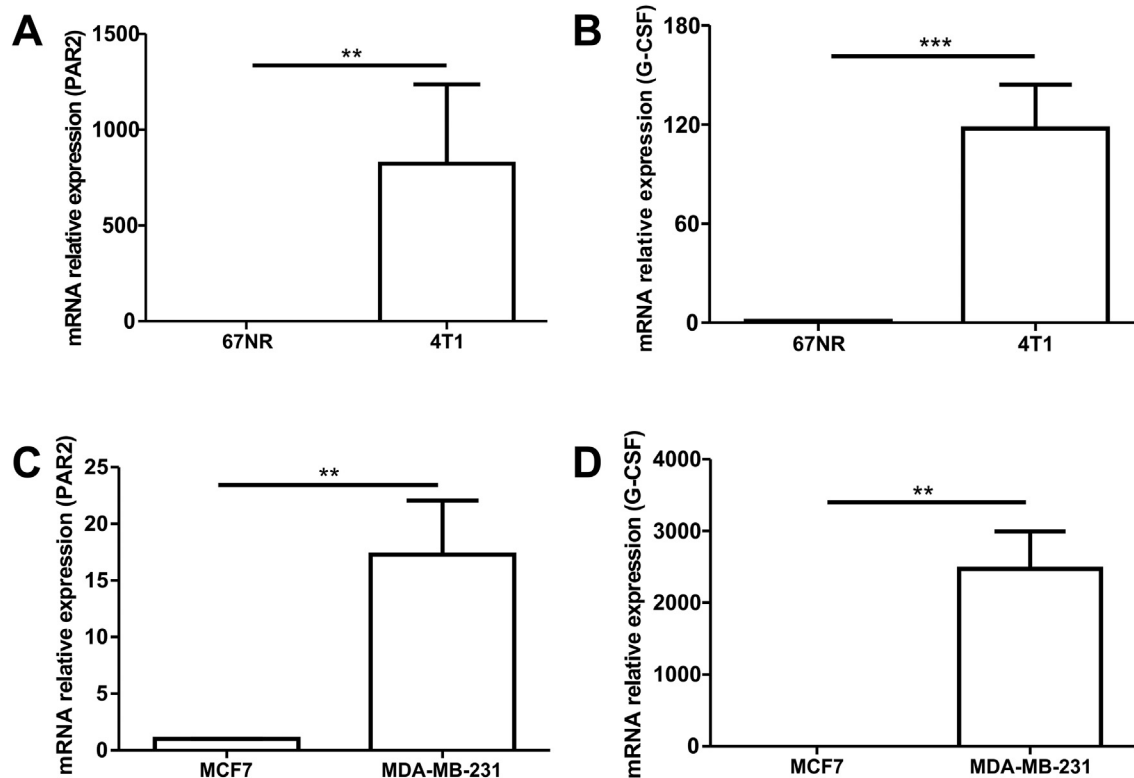 A
mRNA relative expression (PAR2)
1500
1000
500
0
**
67NR
4T1
B
mRNA relative expression (G-CSF)
180
120
60
0
***
67NR
4T1
C
mRNA relative expression (PAR2)
25
20
15
10
5
0
**
MCF7
MDA-MB-231
D
mRNA relative expression (G-CSF)
4000
3000
2000
1000
0
**
MCF7
MDA-MB-231